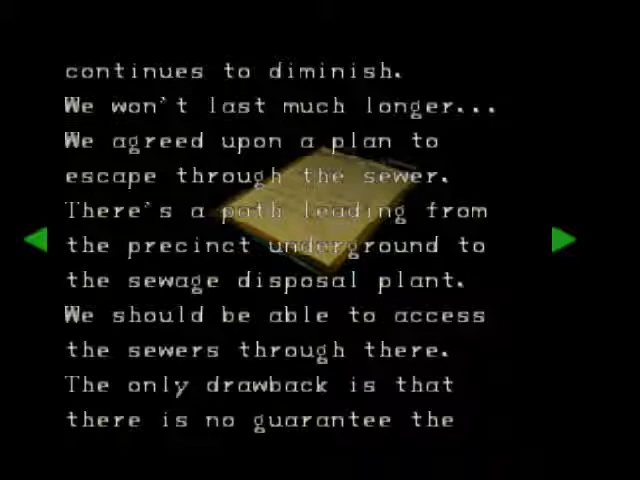 continues to diminish.
We won't last much longer...
We agreed upon a plan to
escape through the sewer.
There's a path leading from
the precinct underground to
the sewage disposal plant.
We should be able to access
the sewers through there.
The only drawback is that
there is no guarantee the